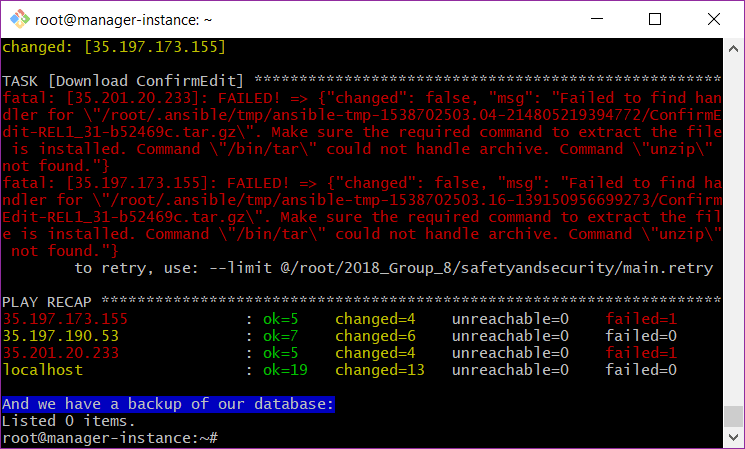 root@manager-instance: ~
changed: [35.197.173.155]
TASK [Download ConfirmEdit] ****************************************************
fatal: [35.201.20.233]: FAILED! => {"changed": false, "msg": "Failed to find han
dler for \"/root/.ansible/tmp/ansible-tmp-1538702503.04-214805219394772/ConfirmE
dit-REL1_31-b52469c.tar.gz\". Make sure the required command to extract the file
 is installed. Command \"/bin/tar\" could not handle archive. Command \"unzip\"
not found."}
fatal: [35.197.173.155]: FAILED! => {"changed": false, "msg": "Failed to find ha
ndler for \"/root/.ansible/tmp/ansible-tmp-1538702503.16-139150956699273/Confirm
Edit-REL1_31-b52469c.tar.gz\". Make sure the required command to extract the fil
e is installed. Command \"/bin/tar\" could not handle archive. Command \"unzip\"
 not found."}
        to retry, use: --limit @/root/2018_Group_8/safetyandsecurity/main.retry
PLAY RECAP *********************************************************************
35.197.173.155             : ok=5    changed=4    unreachable=0    failed=1
35.197.190.53              : ok=7    changed=6    unreachable=0    failed=0
35.201.20.233              : ok=5    changed=4    unreachable=0    failed=1
localhost                  : ok=19   changed=13   unreachable=0    failed=0
And we have a backup of our database:
Listed 0 items.
root@manager-instance:~#